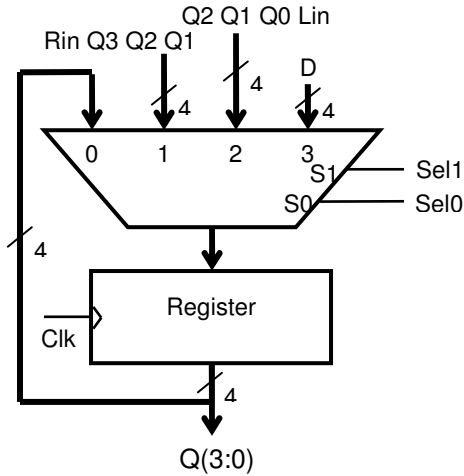 Q2 Q1 Q0 Lin
Rin Q3 Q2 Q1
D
4
4
4
0 1 2 3
S1
Sel1
S0
Sel0
4
Register
Clk
4
Q(3:0)